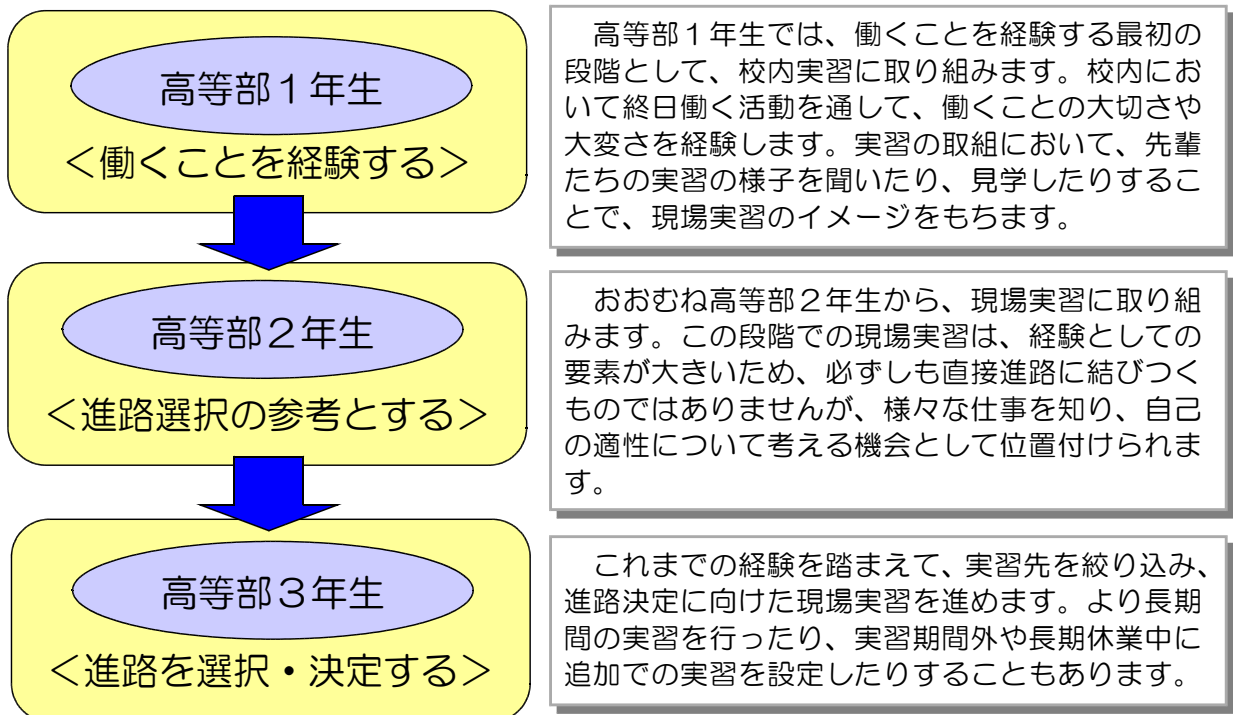 高等部１年生
＜働くことを経験する＞
　高等部１年生では、働くことを経験する最初の
段階として、校内実習に取り組みます。校内にお
いて終日働く活動を通して、働くことの大切さや
大変さを経験します。実習の取組において、先輩
たちの実習の様子を聞いたり、見学したりするこ
とで、現場実習のイメージをもちます。
高等部２年生
＜進路選択の参考とする＞
　おおむね高等部２年生から、現場実習に取り組
みます。この段階での現場実習は、経験としての
要素が大きいため、必ずしも直接進路に結びつく
ものではありませんが、様々な仕事を知り、自己
の適性について考える機会として位置付けられま
す。
高等部３年生
＜進路を選択・決定する＞
　これまでの経験を踏まえて、実習先を絞り込み、
進路決定に向けた現場実習を進めます。より長期
間の実習を行ったり、実習期間外や長期休業中に
追加での実習を設定したりすることもあります。